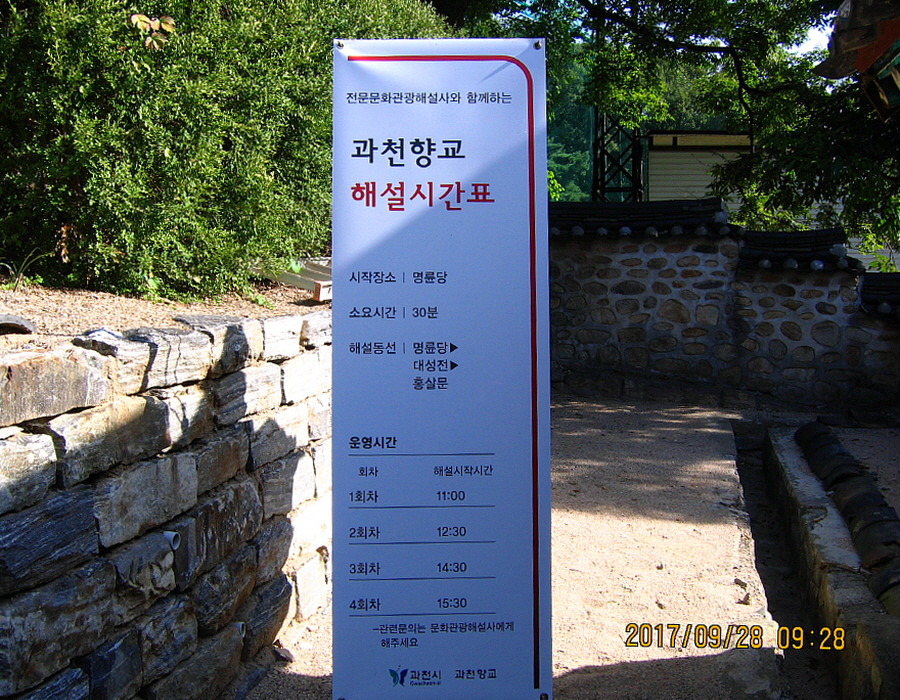 전문문화관광해설사와 함께하는
과천향교
해설시간표
시작장소 | 명륜당
소요시간 | 30분
해설동선 | 명륜당▶
대성전▶
홍살문
운영시간
회차 해설시작시간
1회차 11:00
2회차 12:30
3회차 14:30
4회차 15:30
-관련문의는 문화관광해설사에게
해주세요
과천시 과천향교
2017/09/28 09:28